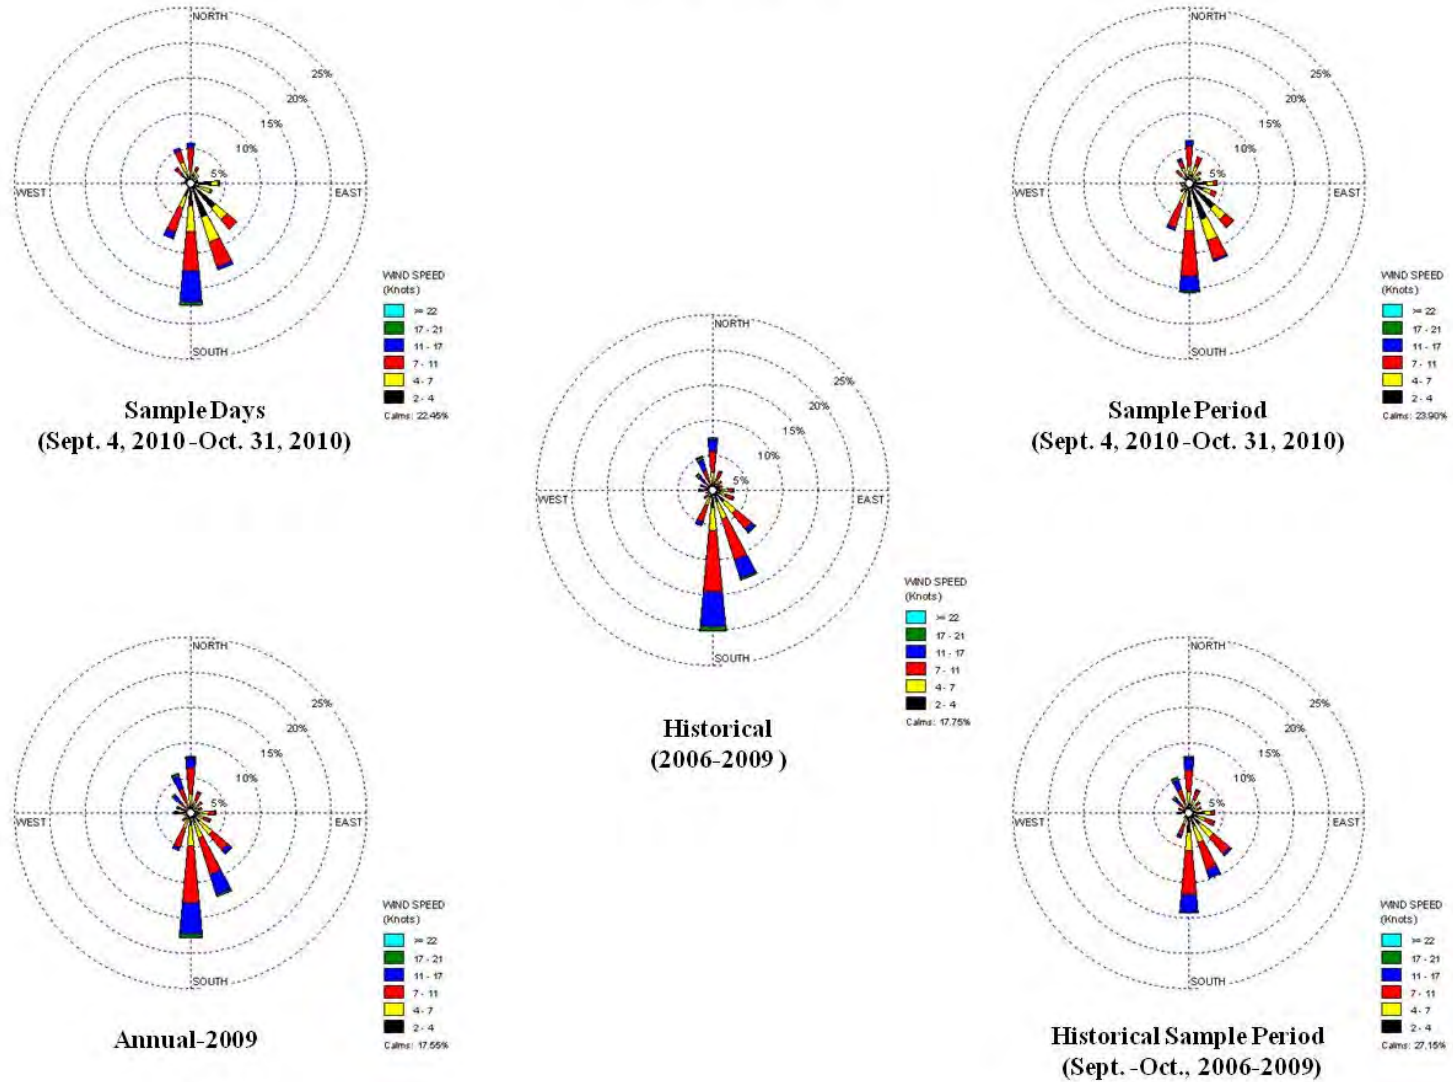 NORTH
25%
20%
15%
10%
5%
WEST
EAST
SOUTH
WIND SPEED
(Knots)
>= 22
17 - 21
11 - 17
7 - 11
4 - 7
2 - 4
Calms: 22.45%
Sample Days
(Sept. 4, 2010 -Oct. 31, 2010)
NORTH
25%
20%
15%
10%
5%
WEST
EAST
SOUTH
WIND SPEED
(Knots)
>= 22
17 - 21
11 - 17
7 - 11
4 - 7
2 - 4
Calms: 23.90%
Sample Period
(Sept. 4, 2010 -Oct. 31, 2010)
NORTH
25%
20%
15%
10%
5%
WEST
EAST
SOUTH
WIND SPEED
(Knots)
>= 22
17 - 21
11 - 17
7 - 11
4 - 7
2 - 4
Calms: 17.75%
Historical
(2006-2009 )
NORTH
25%
20%
15%
10%
5%
WEST
EAST
SOUTH
WIND SPEED
(Knots)
>= 22
17 - 21
11 - 17
7 - 11
4 - 7
2 - 4
Calms: 17.55%
Annual-2009
NORTH
25%
20%
15%
10%
5%
WEST
EAST
SOUTH
WIND SPEED
(Knots)
>= 22
17 - 21
11 - 17
7 - 11
4 - 7
2 - 4
Calms: 27.15%
Historical Sample Period
(Sept. -Oct., 2006-2009)